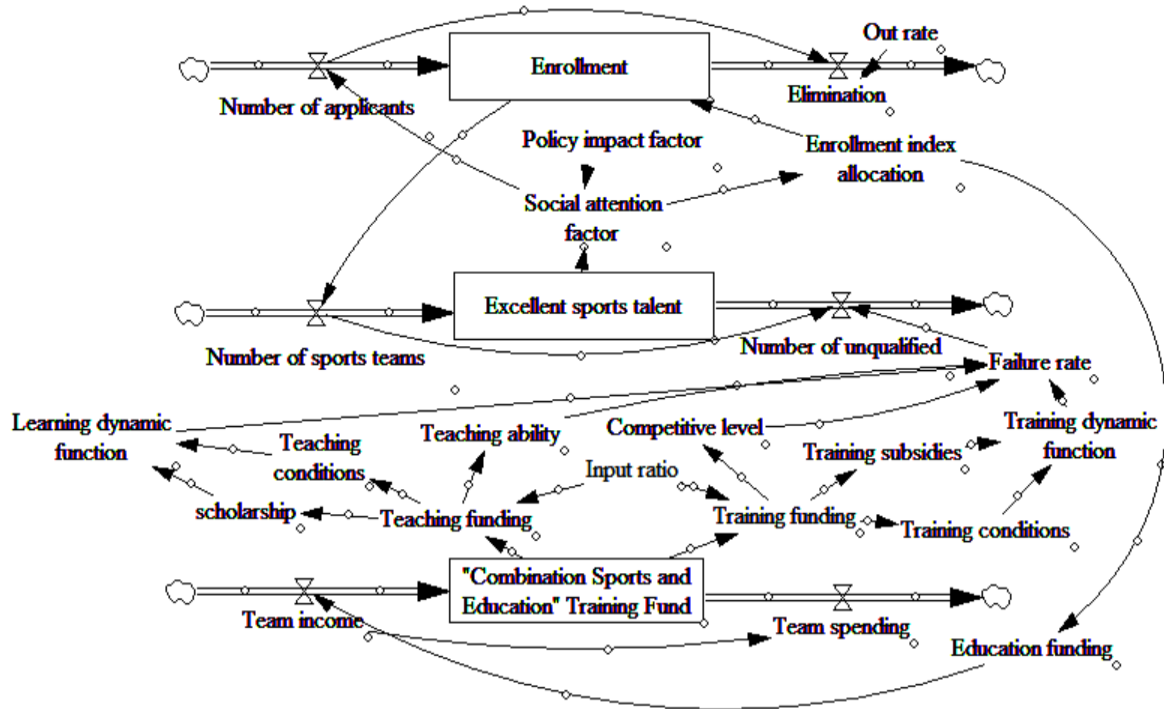 Out rate
Enrollment
Number of applicants
Elimination
Policy impact factor
Enrollment index
allocation
Social attention
factor
Excellent sports talent
Number of sports teams
Number of unqualified
Failure rate
Learning dynamic
function
Teaching
conditions
Teaching ability
Competitive level
Training subsidies
Training dynamic
function
Input ratio
scholarship
Teaching funding
Training funding
Training conditions
"Combination Sports and
Education" Training Fund
Team income
Team spending
Education funding